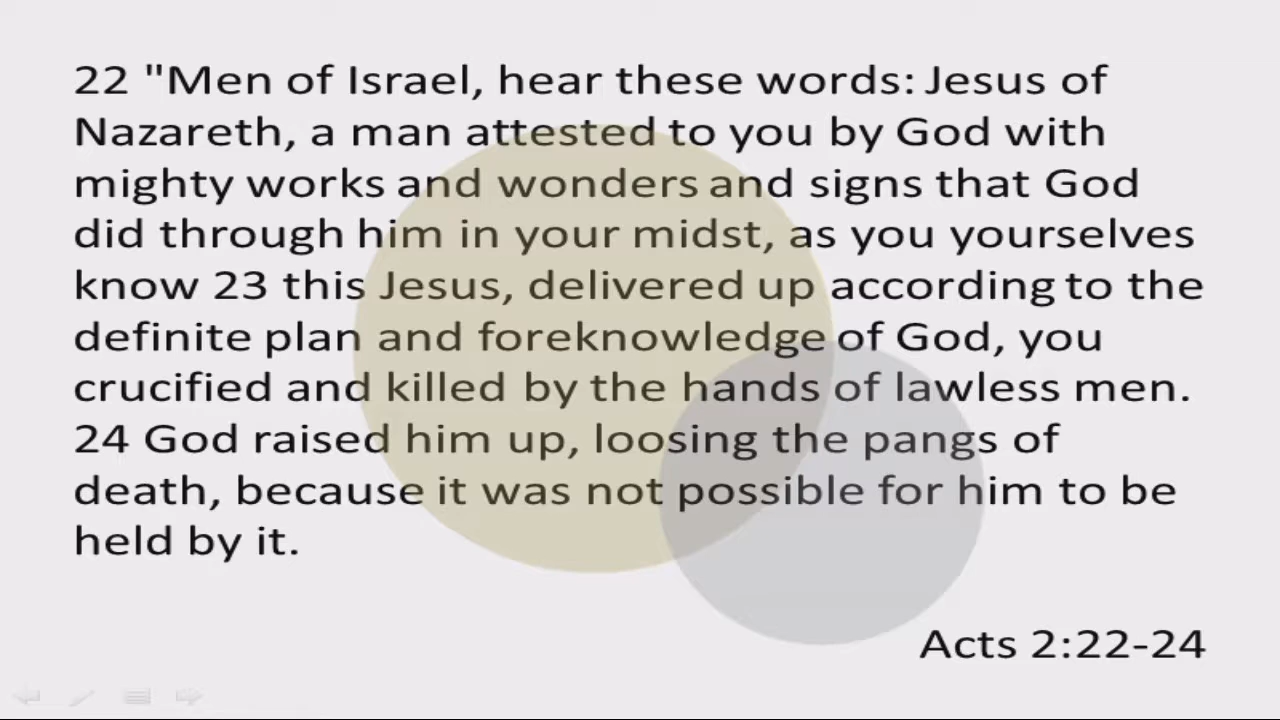 22 "Men of Israel, hear these words: Jesus of
Nazareth, a man attested to you by God with
mighty works and wonders and signs that God
did through him in your midst, as you yourselves
know 23 this Jesus, delivered up according to the
definite plan and foreknowledge of God, you
crucified and killed by the hands of lawless men.
24 God raised him up, loosing the pangs of
death, because it was not possible for him to be
held by it.
Acts 2:22-24